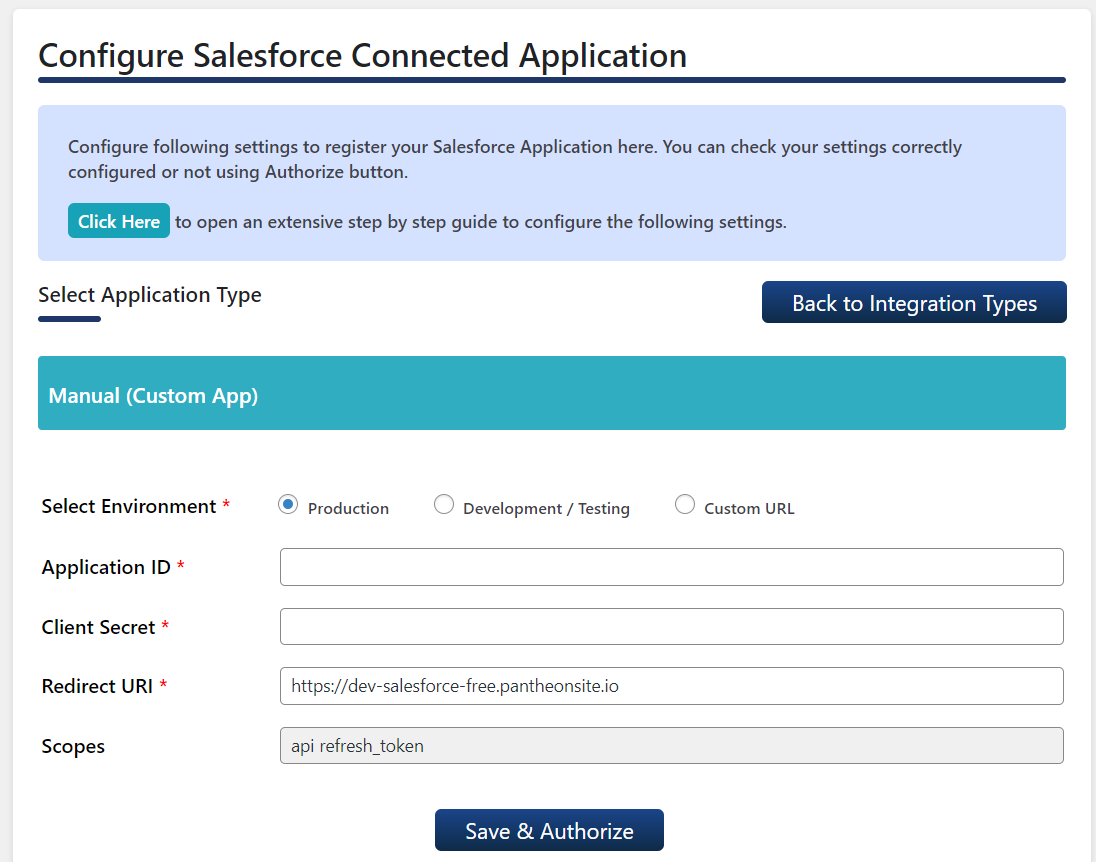 Configure Salesforce Connected Application
Configure following settings to register your Salesforce Application here. You can check your settings correctly
configured or not using Authorize button.
Click Here to open an extensive step by step guide to configure the following settings.
Select Application Type
Back to Integration Types
Manual (Custom App)
Select Environment * Production Development / Testing Custom URL
Application ID *
Client Secret *
Redirect URI * https://dev-salesforce-free.pantheonsite.io
Scopes api refresh_token
Save & Authorize